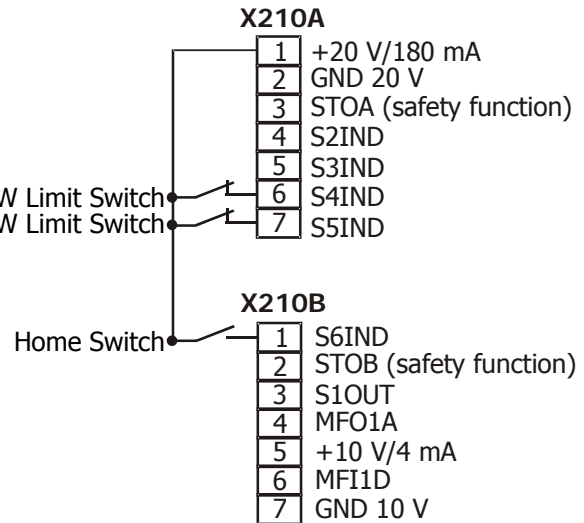 X210A
1 +20 V/180 mA
2 GND 20 V
3 STOA (safety function)
4 S2IND
5 S3IND
W Limit Switch 6 S4IND
W Limit Switch 7 S5IND
X210B
Home Switch 1 S6IND
2 STOB (safety function)
3 S1OUT
4 MFO1A
5 +10 V/4 mA
6 MFI1D
7 GND 10 V